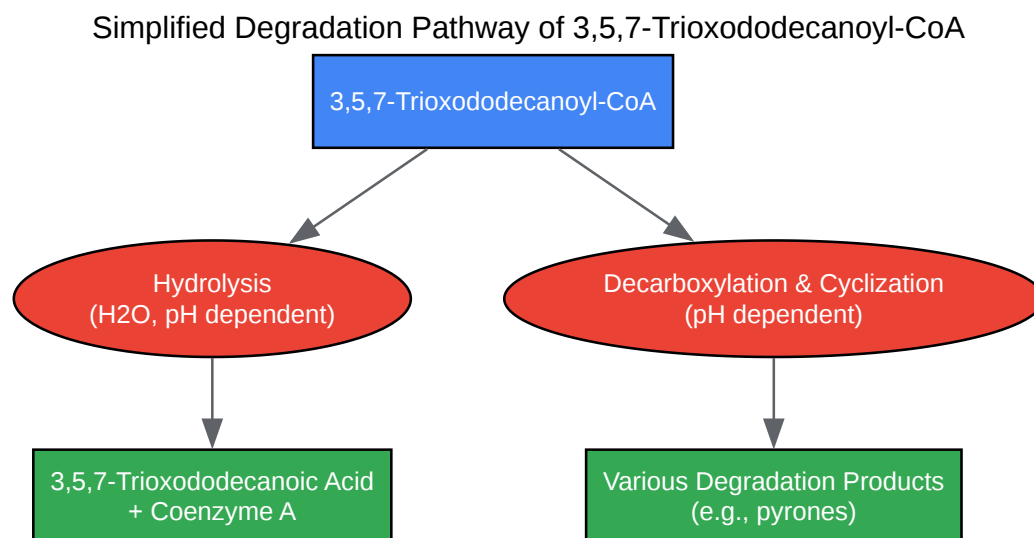 Simplified Degradation Pathway of 3,5,7-Trioxododecanoyl-CoA
3,5,7-Trioxododecanoyl-CoA
Hydrolysis
(H2O, pH dependent)
Decarboxylation & Cyclization
(pH dependent)
3,5,7-Trioxododecanoic Acid
+ Coenzyme A
Various Degradation Products
(e.g., pyrones)